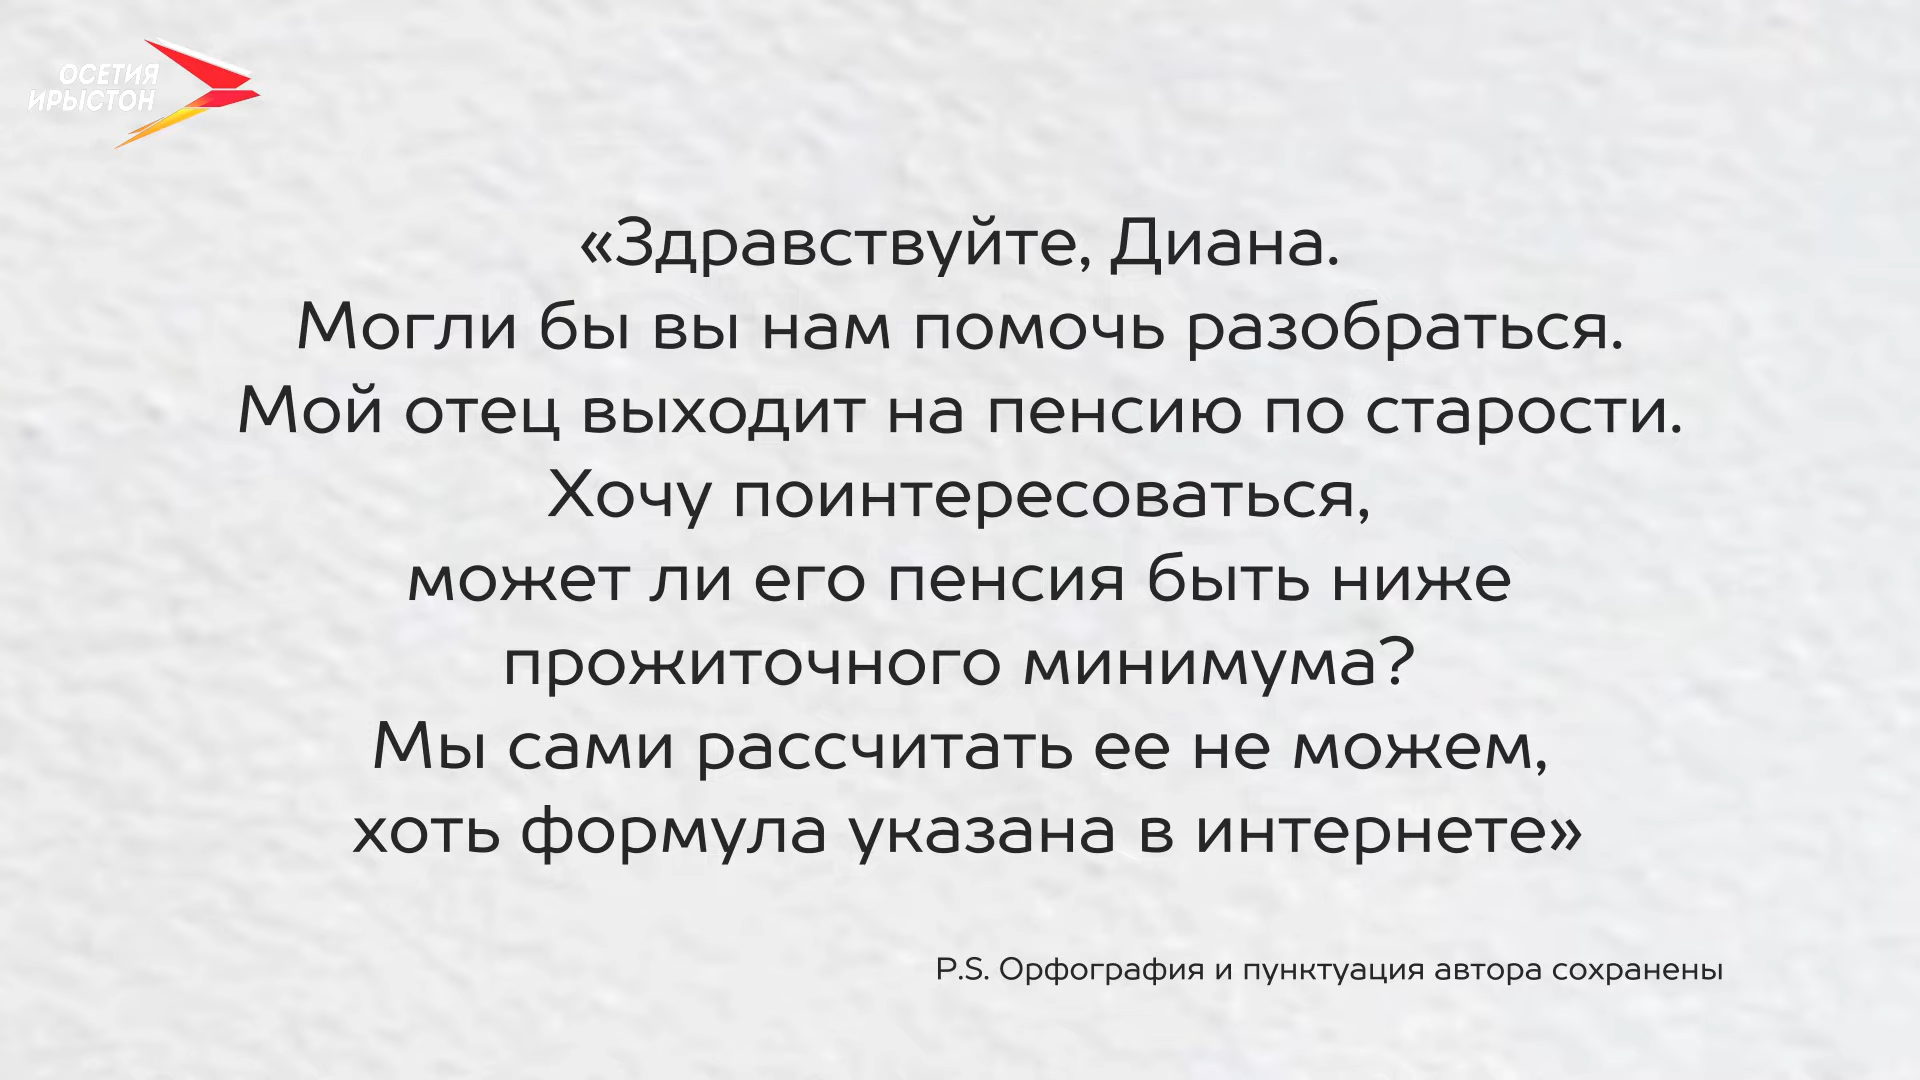 ОСЕТИЯ
ИРЫСТОН
«Здравствуйте, Диана.
Могли бы вы нам помочь разобраться.
Мой отец выходит на пенсию по старости.
Хочу поинтересоваться,
может ли его пенсия быть ниже
прожиточного минимума?
Мы сами рассчитать ее не можем,
хоть формула указана в интернете»
P.S. Орфография и пунктуация автора сохранены